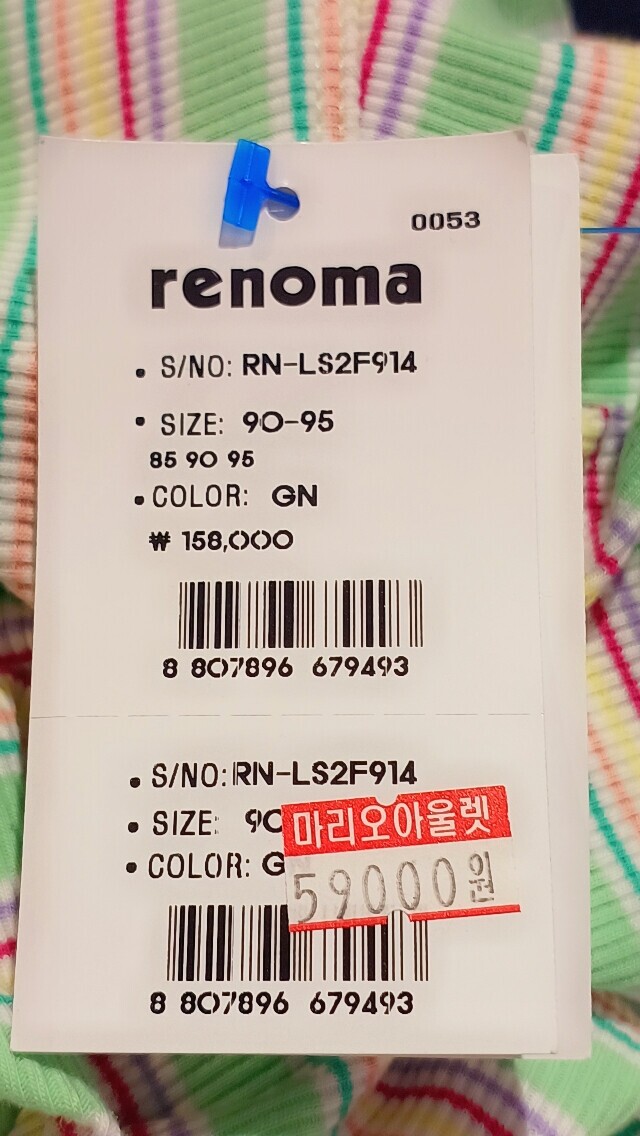 0053
renoma
• S/NO: RN-LS2F914
• SIZE: 90-95
85 90 95
• COLOR: GN
₩ 158,000
8 807896 679493
• S/NO: RN-LS2F914
• SIZE: 90
마리오아울렛
• COLOR: G
59000원
8 807896 679493